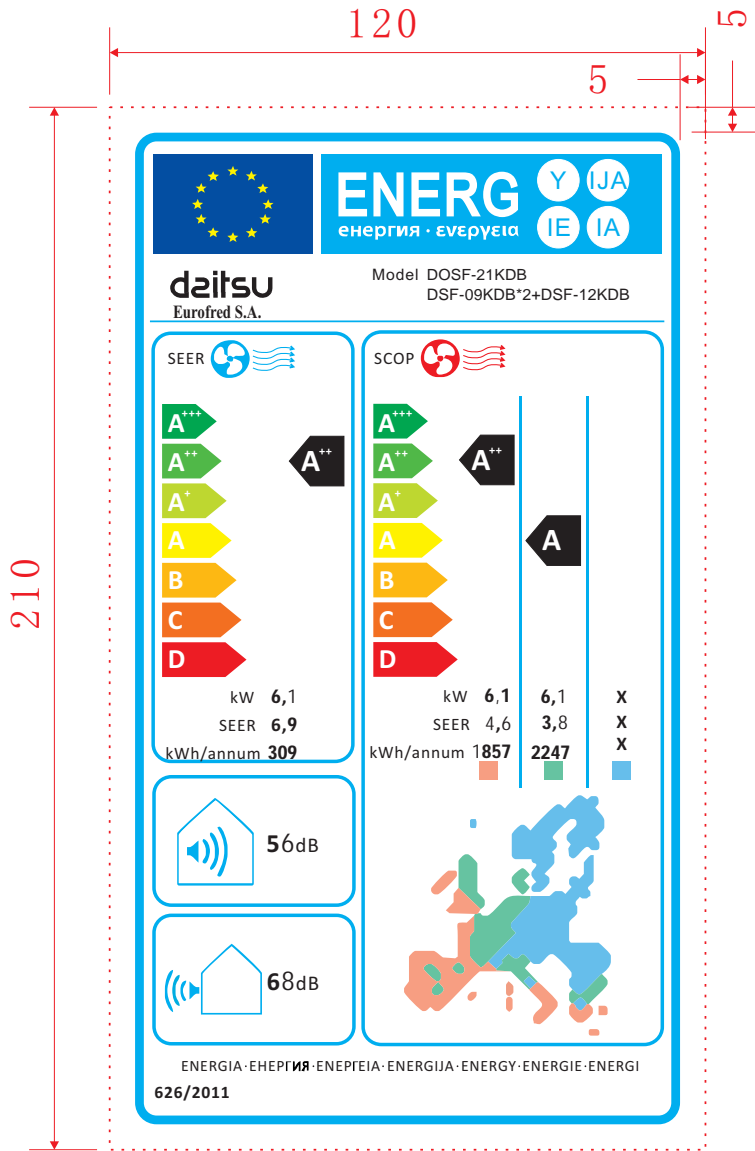 120
5
5
210
ENERG
енергия · ενεργεια
Y IJA
IE IA
daitsu
Eurofred S.A.
Model DOSF-21KDB
DSF-09KDB*2+DSF-12KDB
SEER
A+++
A++
A+
A
B
C
D
A++
kW 6,1
SEER 6,9
kWh/annum 309
SCOP
A+++
A++
A+
A
B
C
D
A++
A
kW 6,1 6,1 X
SEER 4,6 3,8 X
kWh/annum 1857 2247 X
56dB
68dB
ENERGIA·ЕНЕРГИЯ·ΕΝΕΡΓΕΙΑ·ENERGIJA·ENERGY·ENERGIE·ENERGI
626/2011